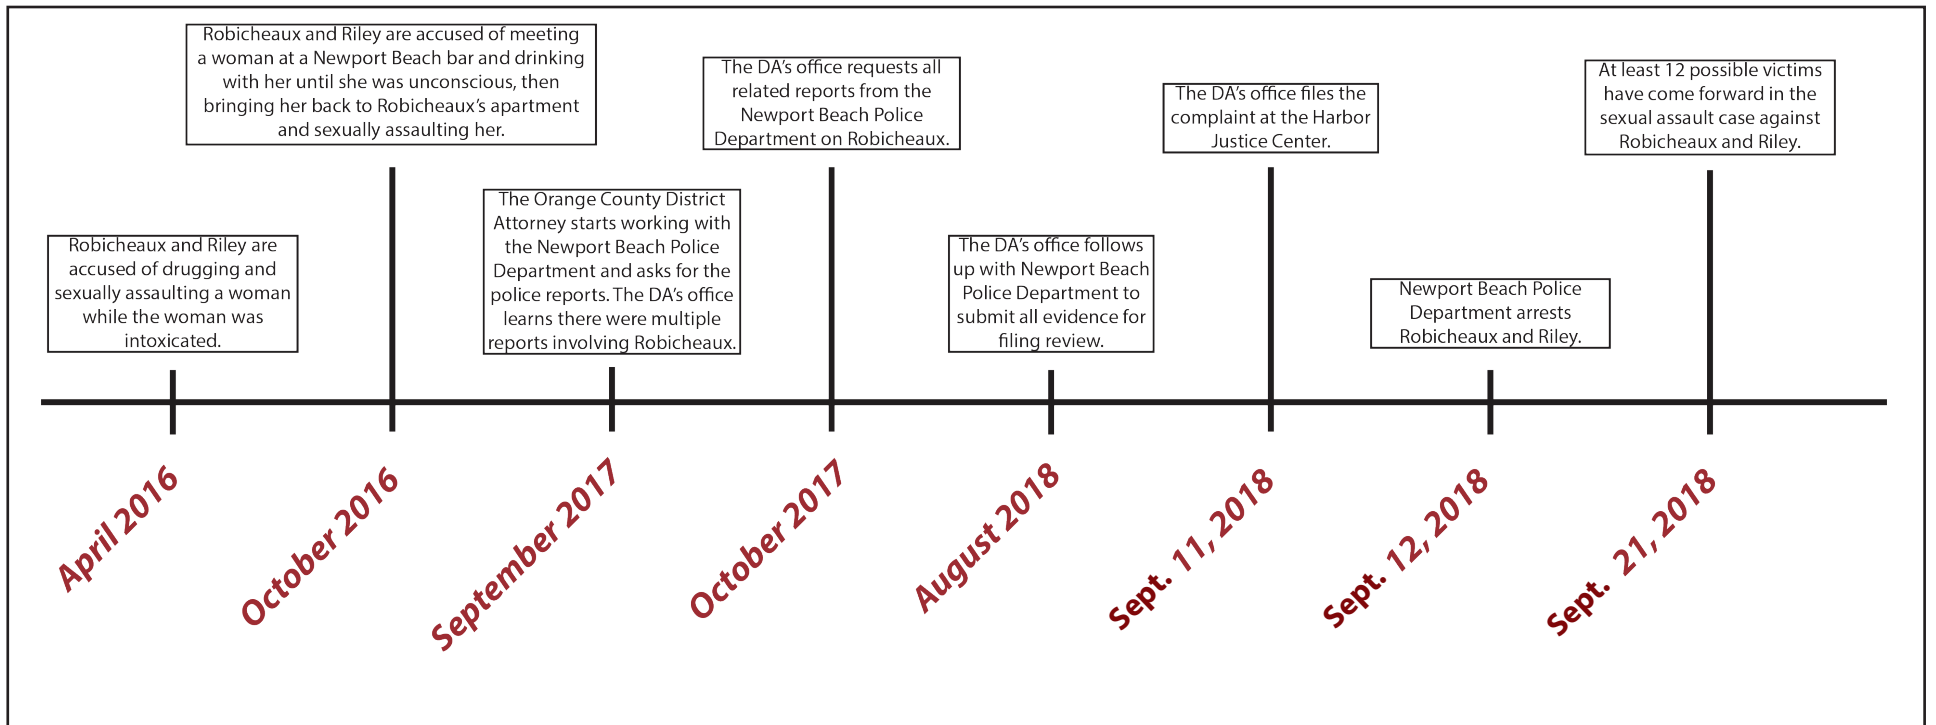 Robicheaux and Riley are
accused of drugging and
sexually assaulting a woman
while the woman was
intoxicated.
April 2016
Robicheaux and Riley are accused of meeting
a woman at a Newport Beach bar and drinking
with her until she was unconscious, then
bringing her back to Robicheaux’s apartment
and sexually assaulting her.
October 2016
The Orange County District
Attorney starts working with
the Newport Beach Police
Department and asks for the
police reports. The DA’s office
learns there were multiple
reports involving Robicheaux.
September 2017
The DA’s office requests all
related reports from the
Newport Beach Police
Department on Robicheaux.
October 2017
The DA’s office follows
up with Newport Beach
Police Department to
submit all evidence for
filing review.
August 2018
The DA’s office files the
complaint at the Harbor
Justice Center.
Sept. 11, 2018
Newport Beach Police
Department arrests
Robicheaux and Riley.
Sept. 12, 2018
At least 12 possible victims
have come forward in the
sexual assault case against
Robicheaux and Riley.
Sept. 21, 2018